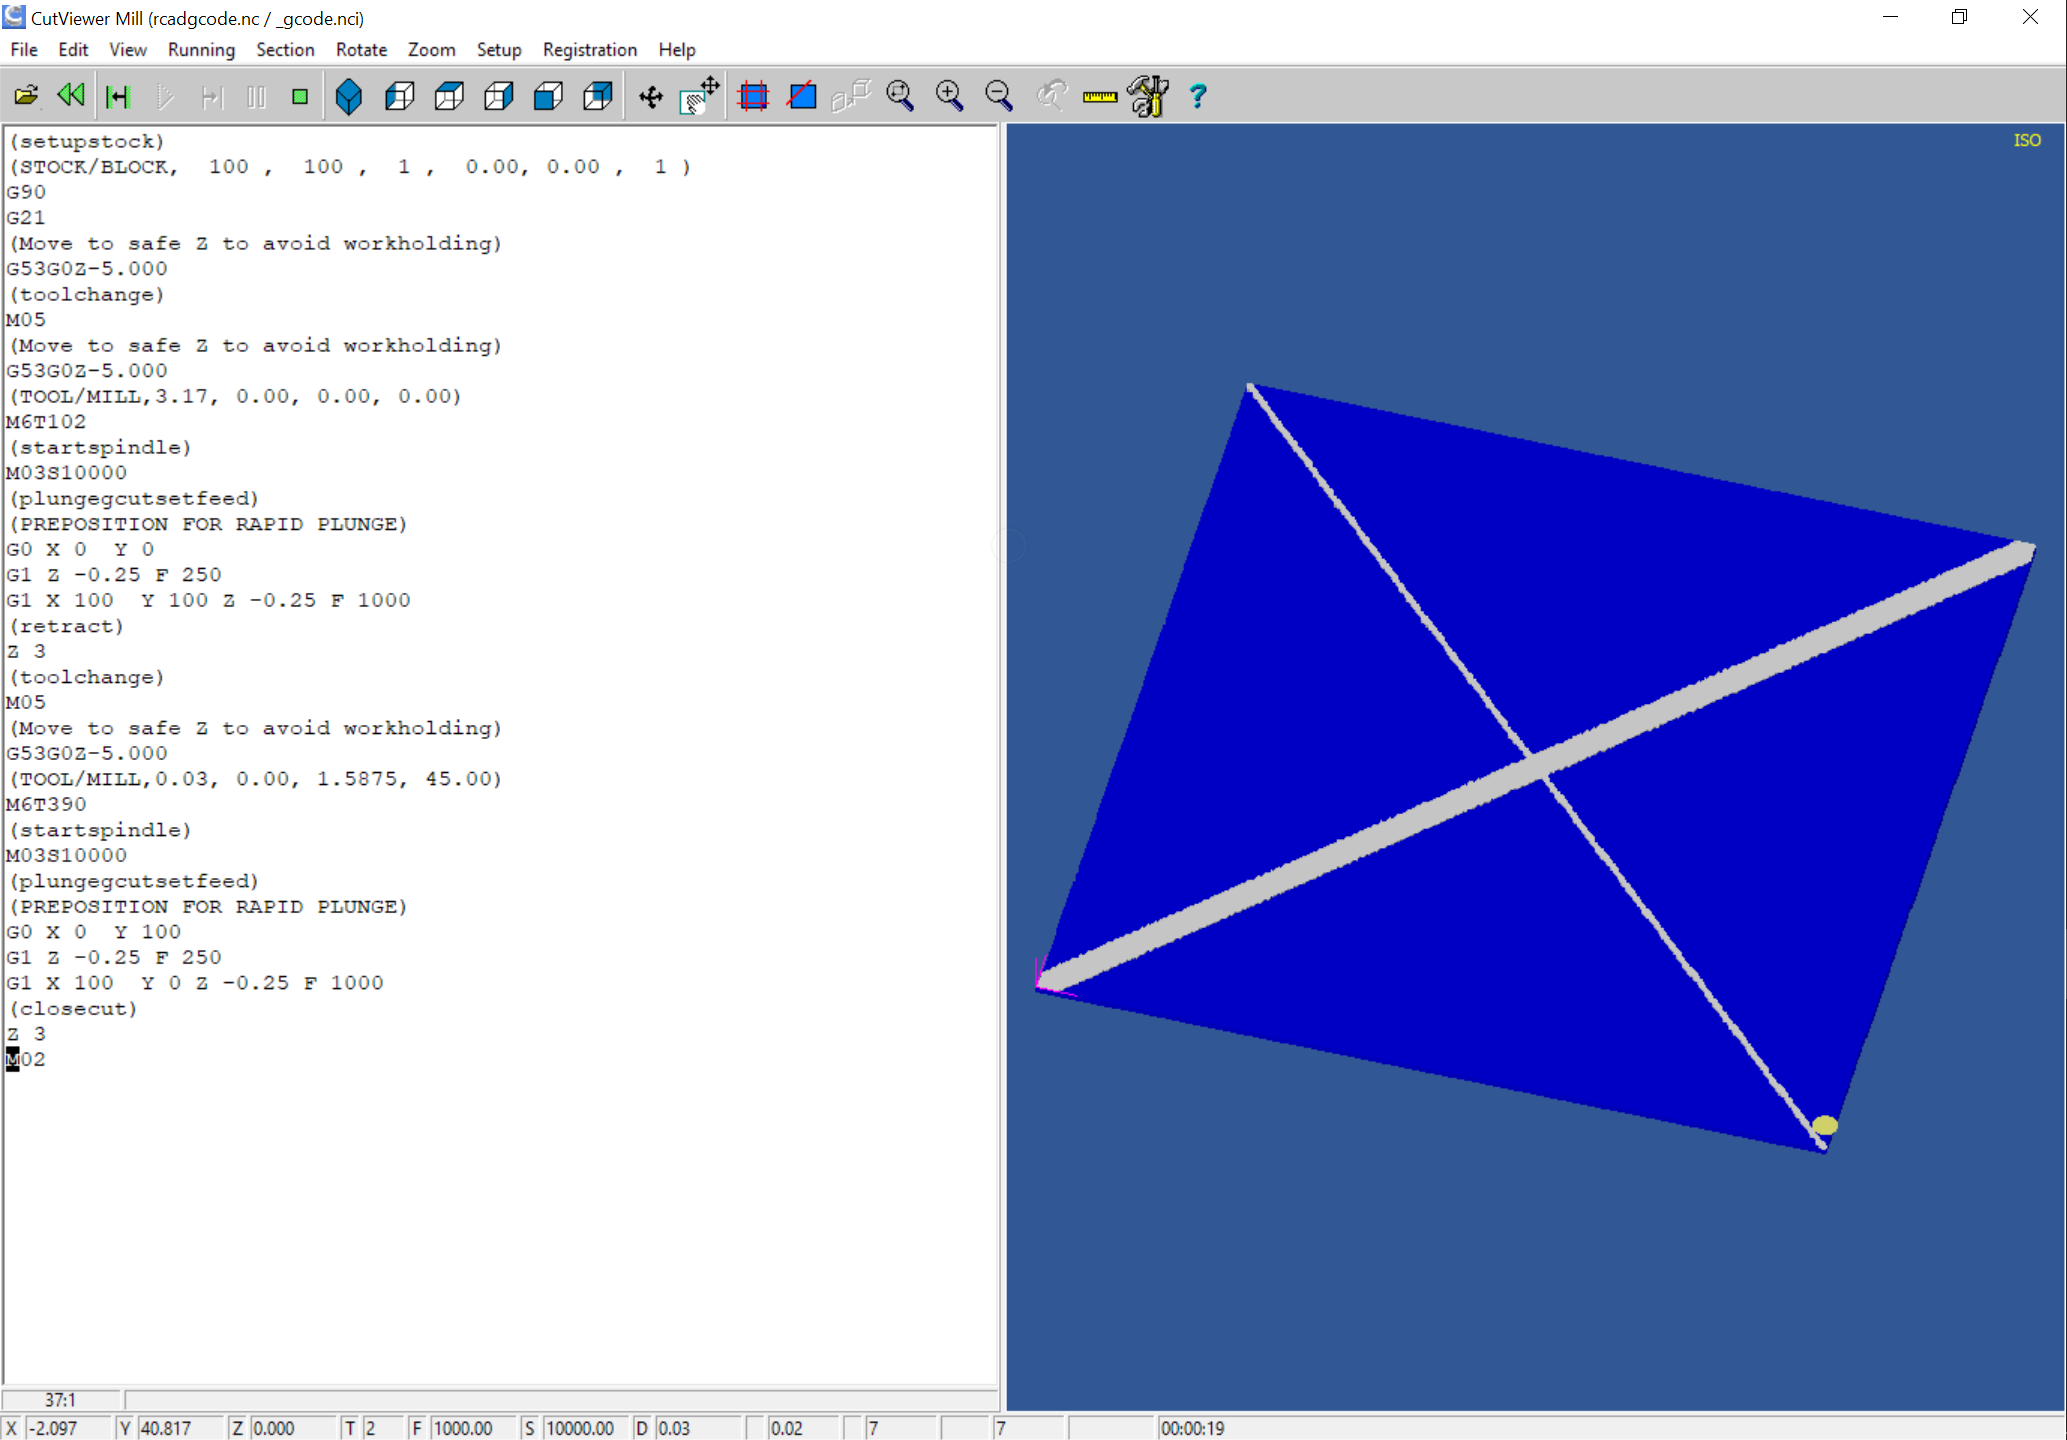 CutViewer Mill (rcadgcode.nc / _gcode.nci)
File Edit View Running Section Rotate Zoom Setup Registration Help
(setupstock)
(STOCK/BLOCK, 100 , 100 , 1 , 0.00, 0.00 , 1 )
G90
G21
(Move to safe Z to avoid workholding)
G53G0Z-5.000
(toolchange)
M05
(Move to safe Z to avoid workholding)
G53G0Z-5.000
(TOOL/MILL,3.17, 0.00, 0.00, 0.00)
M6T102
(startspindle)
M03S10000
(plungegcutsetfeed)
(PREPOSITION FOR RAPID PLUNGE)
G0 X 0 Y 0
G1 Z -0.25 F 250
G1 X 100 Y 100 Z -0.25 F 1000
(retract)
Z 3
(toolchange)
M05
(Move to safe Z to avoid workholding)
G53G0Z-5.000
(TOOL/MILL,0.03, 0.00, 1.5875, 45.00)
M6T390
(startspindle)
M03S10000
(plungegcutsetfeed)
(PREPOSITION FOR RAPID PLUNGE)
G0 X 0 Y 100
G1 Z -0.25 F 250
G1 X 100 Y 0 Z -0.25 F 1000
(closecut)
Z 3
M02
ISO
37:1
X -2.097 Y 40.817 Z 0.000 T 2 F 1000.00 S 10000.00 D 0.03 0.02 7 7 00:00:19